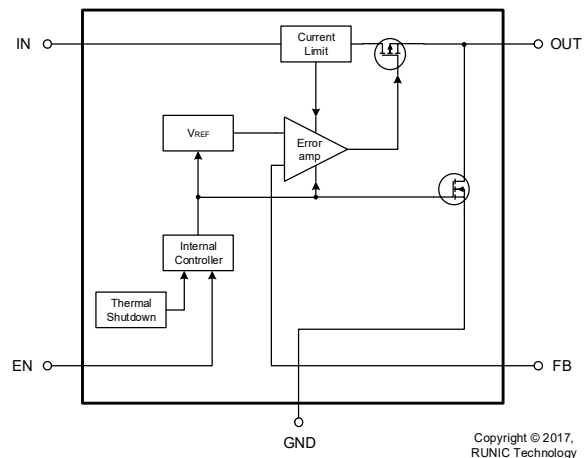 IN
Current
Limit
OUT
VREF
Error
amp
Internal
Controller
Thermal
Shutdown
EN
FB
GND
Copyright © 2017,
RUNIC Technology